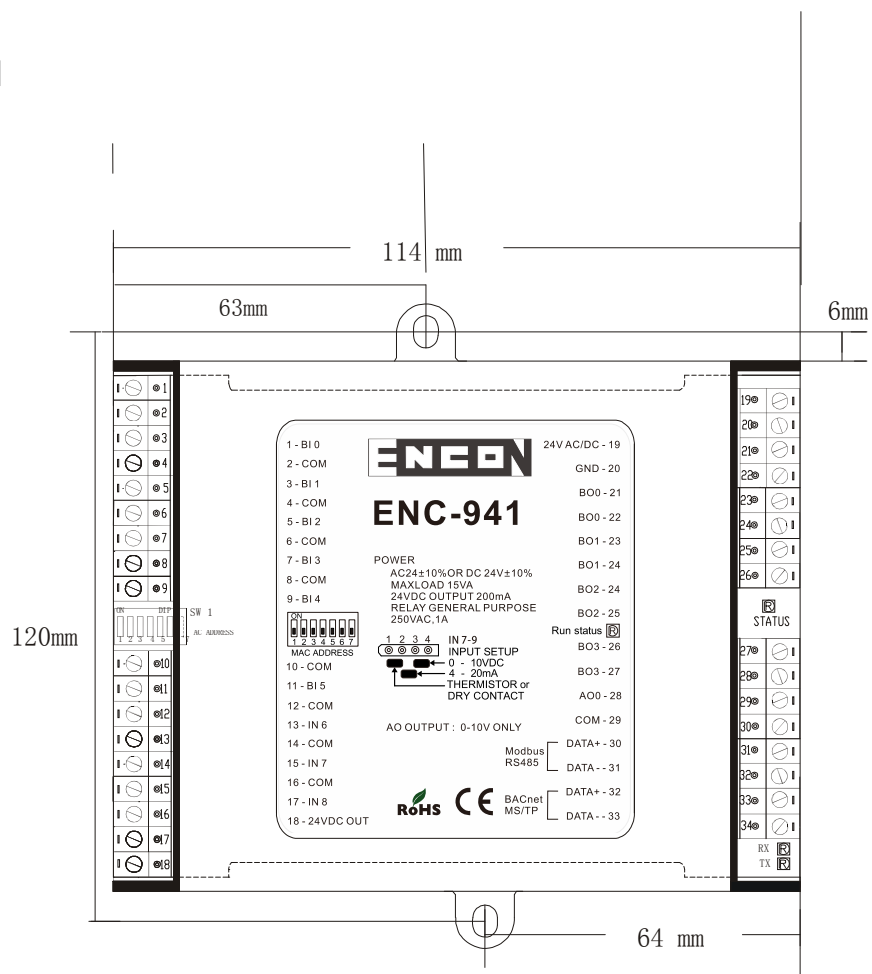 114 mm
63mm
6mm
120mm
64 mm
1
2
3
4
5
6
7
8
9
ON DIP
1 2 3 4 5
SW 1
AC ADDRESS
10
11
12
13
14
15
16
17
18
1 - BI 0
2 - COM
3 - BI 1
4 - COM
5 - BI 2
6 - COM
7 - BI 3
8 - COM
9 - BI 4
ON
1 2 3 4 5 6 7
MAC ADDRESS
10 - COM
11 - BI 5
12 - COM
13 - IN 6
14 - COM
15 - IN 7
16 - COM
17 - IN 8
18 - 24VDC OUT
ENCON
ENC-941
POWER
AC24±10%OR DC 24V±10%
MAXLOAD 15VA
24VDC OUTPUT 200mA
RELAY GENERAL PURPOSE
250VAC,1A
1 2 3 4
IN 7-9
INPUT SETUP
0 - 10VDC
4 - 20mA
THERMISTOR or
DRY CONTACT
AO OUTPUT : 0-10V ONLY
RoHS CE
24V AC/DC - 19
GND - 20
BO0 - 21
BO0 - 22
BO1 - 23
BO1 - 24
BO2 - 24
BO2 - 25
Run status R
BO3 - 26
BO3 - 27
AO0 - 28
COM - 29
Modbus
RS485
DATA+ - 30
DATA - - 31
BACnet
MS/TP
DATA+ - 32
DATA - - 33
19
20
21
22
23
24
25
26
R
STATUS
27
28
29
30
31
32
33
34
RX R
TX R